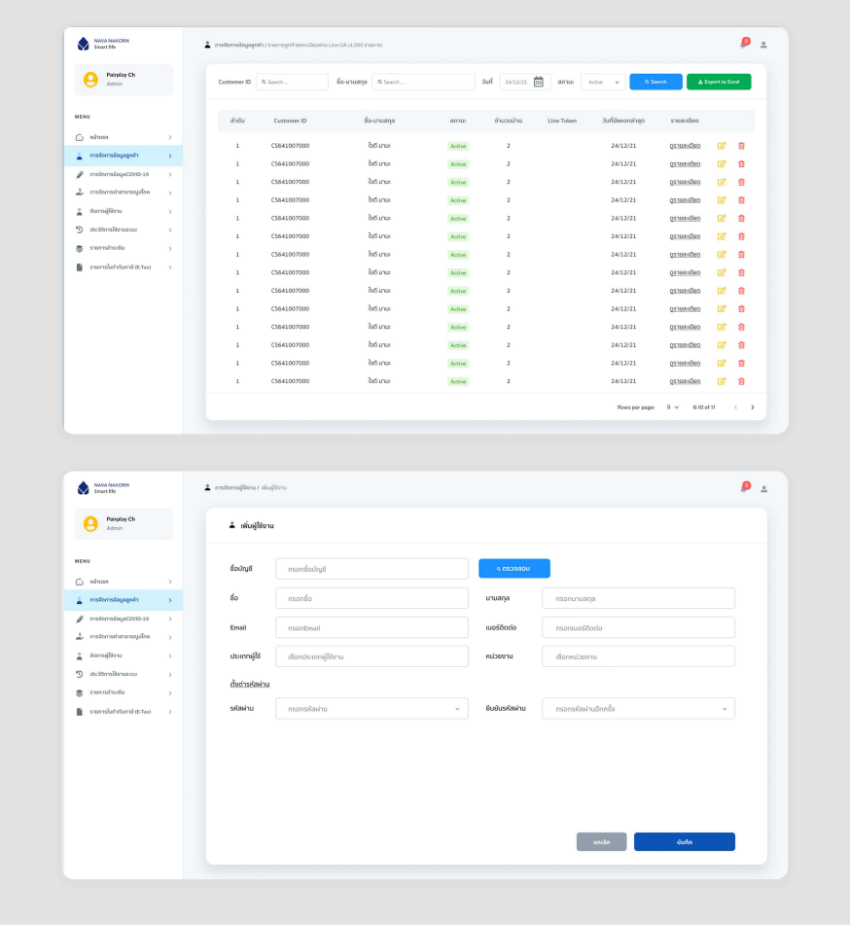 NAVA NAKORN
Smart life
การจัดการข้อมูลลูกค้า / รายการลูกค้าลงทะเบียนผ่าน Line OA (4,000 รายการ)
8
Painploy Ch
Admin
Customer ID Search ... ชื่อ-นามสกุล Search ... วันที่ 24/12/21 สถานะ Active Search Export to Excel
MENU
หน้าแรก
การจัดการข้อมูลลูกค้า
การจัดการข้อมูลCOVID-19
การจัดการค่าสาธารณูปโภค
จัดการผู้ใช้งาน
ประวัติการใช้งานระบบ
รายการชำระเงิน
รายการใบกำกับภาษี (E-Tax)
ลำดับ Customer ID ชื่อ-นามสกุล สถานะ จำนวนบ้าน Line Token วันที่อัพเดทล่าสุด รายละเอียด
1 CS641007000 ใจดี มานะ Active 2 24/12/21 ดูรายละเอียด
1 CS641007000 ใจดี มานะ Active 2 24/12/21 ดูรายละเอียด
1 CS641007000 ใจดี มานะ Active 2 24/12/21 ดูรายละเอียด
1 CS641007000 ใจดี มานะ Active 2 24/12/21 ดูรายละเอียด
1 CS641007000 ใจดี มานะ Active 2 24/12/21 ดูรายละเอียด
1 CS641007000 ใจดี มานะ Active 2 24/12/21 ดูรายละเอียด
1 CS641007000 ใจดี มานะ Active 2 24/12/21 ดูรายละเอียด
1 CS641007000 ใจดี มานะ Active 2 24/12/21 ดูรายละเอียด
1 CS641007000 ใจดี มานะ Active 2 24/12/21 ดูรายละเอียด
1 CS641007000 ใจดี มานะ Active 2 24/12/21 ดูรายละเอียด
1 CS641007000 ใจดี มานะ Active 2 24/12/21 ดูรายละเอียด
1 CS641007000 ใจดี มานะ Active 2 24/12/21 ดูรายละเอียด
1 CS641007000 ใจดี มานะ Active 2 24/12/21 ดูรายละเอียด
1 CS641007000 ใจดี มานะ Active 2 24/12/21 ดูรายละเอียด
Rows per page: 5 6-10 of 11
NAVA NAKORN
Smart life
การจัดการผู้ใช้งาน / เพิ่มผู้ใช้งาน
8
Painploy Ch
Admin
MENU
หน้าแรก
การจัดการข้อมูลลูกค้า
การจัดการข้อมูลCOVID-19
การจัดการค่าสาธารณูปโภค
จัดการผู้ใช้งาน
ประวัติการใช้งานระบบ
รายการชำระเงิน
รายการใบกำกับภาษี (E-Tax)
เพิ่มผู้ใช้งาน
ชื่อบัญชี กรอกชื่อบัญชี ตรวจสอบ
ชื่อ กรอกชื่อ นามสกุล กรอกนามสกุล
Email กรอกEmail เบอร์ติดต่อ กรอกเบอร์ติดต่อ
ประเภทผู้ใช้ เลือกประเภทผู้ใช้งาน หน่วยงาน เลือกหน่วยงาน
ตั้งค่ารหัสผ่าน
รหัสผ่าน กรอกรหัสผ่าน ยืนยันรหัสผ่าน กรอกรหัสผ่านอีกครั้ง
ยกเลิก บันทึก